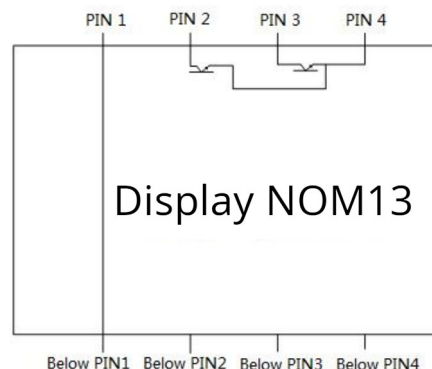 PIN 1 PIN 2 PIN 3 PIN 4
Display NOM13
Below PIN1 Below PIN2 Below PIN3 Below PIN4